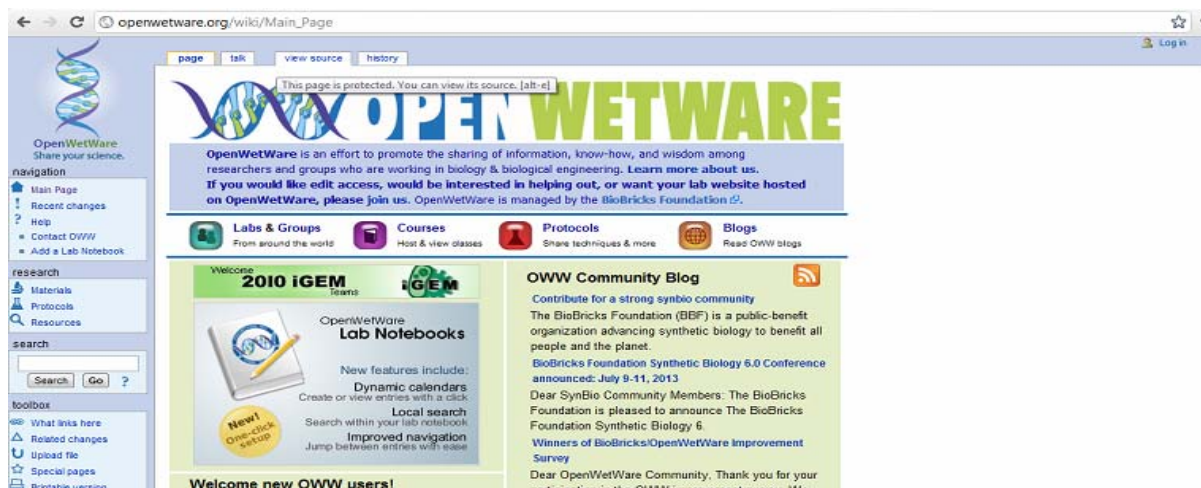 openwetware.org/wiki/Main_Page
Log in
page talk view source history
This page is protected. You can view its source. [alt-e]
OPENWETWARE
OpenWetWare
Share your science.
OpenWetWare is an effort to promote the sharing of information, know-how, and wisdom among
researchers and groups who are working in biology & biological engineering. Learn more about us.
If you would like edit access, would be interested in helping out, or want your lab website hosted
on OpenWetWare, please join us. OpenWetWare is managed by the BioBricks Foundation.
navigation
Main Page
Recent changes
Help
Contact OWW
Add a Lab Notebook
research
Materials
Protocols
Resources
search
Search Go ?
toolbox
What links here
Related changes
Upload file
Special pages
Printable version
Labs & Groups
From around the world
Courses
Host & view classes
Protocols
Share techniques & more
Blogs
Read OWW blogs
Welcome
2010 iGEM
Teams
iGEM
OpenWetWare
Lab Notebooks
New features include:
Dynamic calendars
Create or view entries with a click
Local search
Search within your lab notebook
Improved navigation
Jump between entries with ease
New!
One-click
setup
Welcome new OWW users!
OWW Community Blog
Contribute for a strong synbio community
The BioBricks Foundation (BBF) is a public-benefit
organization advancing synthetic biology to benefit all
people and the planet.
BioBricks Foundation Synthetic Biology 6.0 Conference
announced: July 9-11, 2013
Dear SynBio Community Members: The BioBricks
Foundation is pleased to announce The BioBricks
Foundation Synthetic Biology 6.
Winners of BioBricks/OpenWetWare Improvement
Survey
Dear OpenWetWare Community, Thank you for your